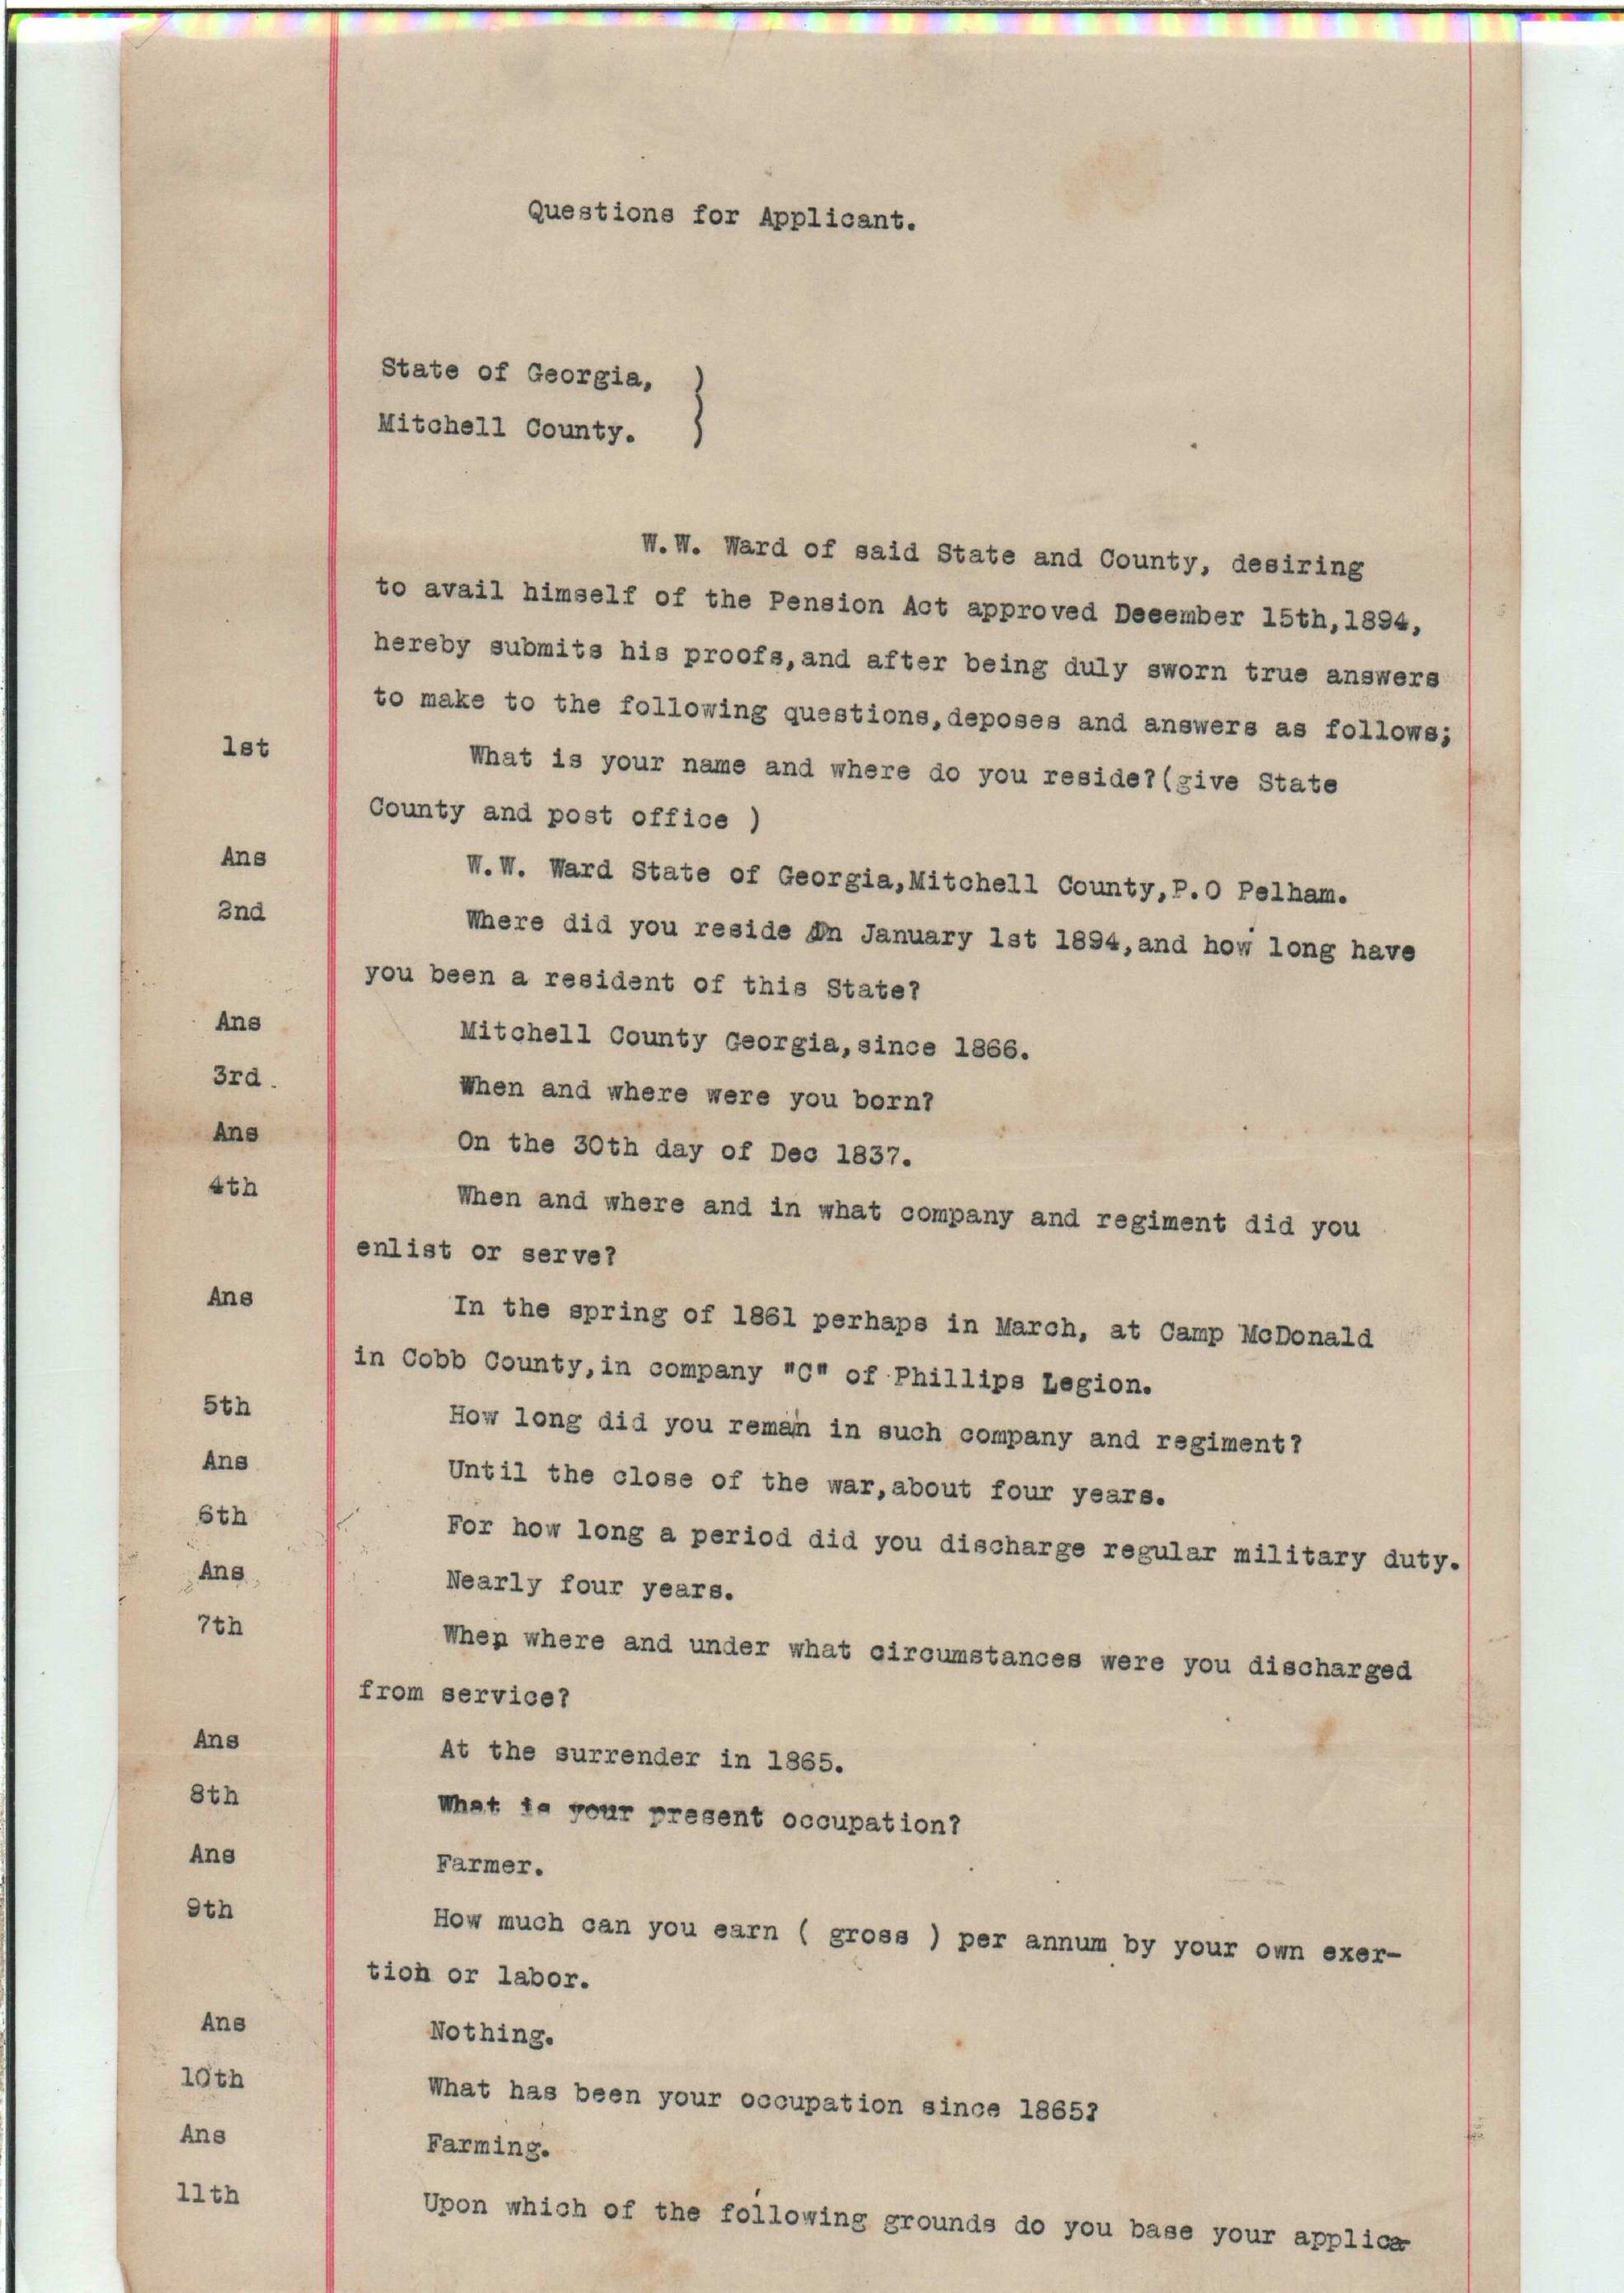 Questions for Applicant.
State of Georgia,
Mitchell County.
W.W. Ward of said State and County, desiring
to avail himself of the Pension Act approved Deeember 15th,1894,
hereby submits his proofs,and after being duly sworn true answers
to make to the following questions,deposes and answers as follows;
1st What is your name and where do you reside?(give State
County and post office )
Ans W.W. Ward State of Georgia,Mitchell County,P.O Pelham.
2nd Where did you reside On January 1st 1894,and how long have
you been a resident of this State?
Ans Mitchell County Georgia,since 1866.
3rd. When and where were you born?
Ans On the 30th day of Dec 1837.
4th When and where and in what company and regiment did you
enlist or serve?
Ans In the spring of 1861 perhaps in March, at Camp McDonald
in Cobb County,in company "C" of Phillips Legion.
5th How long did you reman in such company and regiment?
Ans Until the close of the war,about four years.
6th For how long a period did you discharge regular military duty.
Ans Nearly four years.
7th When where and under what circumstances were you discharged
from service?
Ans At the surrender in 1865.
8th What is your present occupation?
Ans Farmer.
9th How much can you earn ( gross ) per annum by your own exer-
tion or labor.
Ans Nothing.
10th What has been your occupation since 1865?
Ans Farming.
11th Upon which of the following grounds do you base your applica-